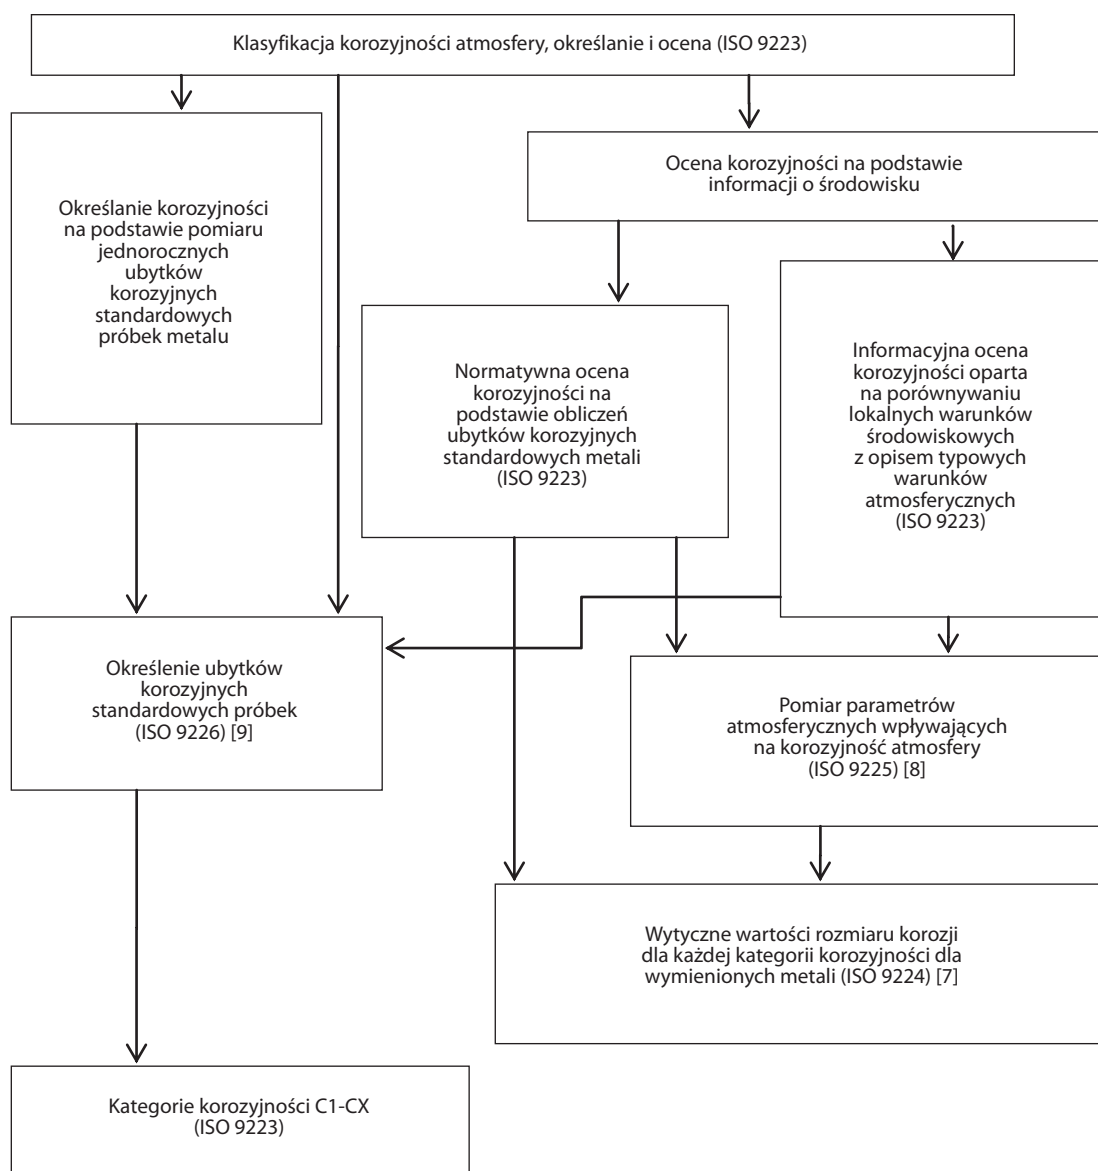 Klasyfikacja korozyjności atmosfery, określanie i ocena (ISO 9223)
Określanie korozyjności
na podstawie pomiaru
jednorocznych
ubytków
korozyjnych
standardowych
próbek metalu
Ocena korozyjności na podstawie
informacji o środowisku
Normatywna ocena
korozyjności na
podstawie obliczeń
ubytków korozyjnych
standardowych metali
(ISO 9223)
Informacyjna ocena
korozyjności oparta
na porównywaniu
lokalnych warunków
środowiskowych
z opisem typowych
warunków
atmosferycznych
(ISO 9223)
Określenie ubytków
korozyjnych
standardowych próbek
(ISO 9226) [9]
Pomiar parametrów
atmosferycznych wpływających
na korozyjność atmosfery
(ISO 9225) [8]
Wytyczne wartości rozmiaru korozji
dla każdej kategorii korozyjności dla
wymienionych metali (ISO 9224) [7]
Kategorie korozyjności C1-CX
(ISO 9223)